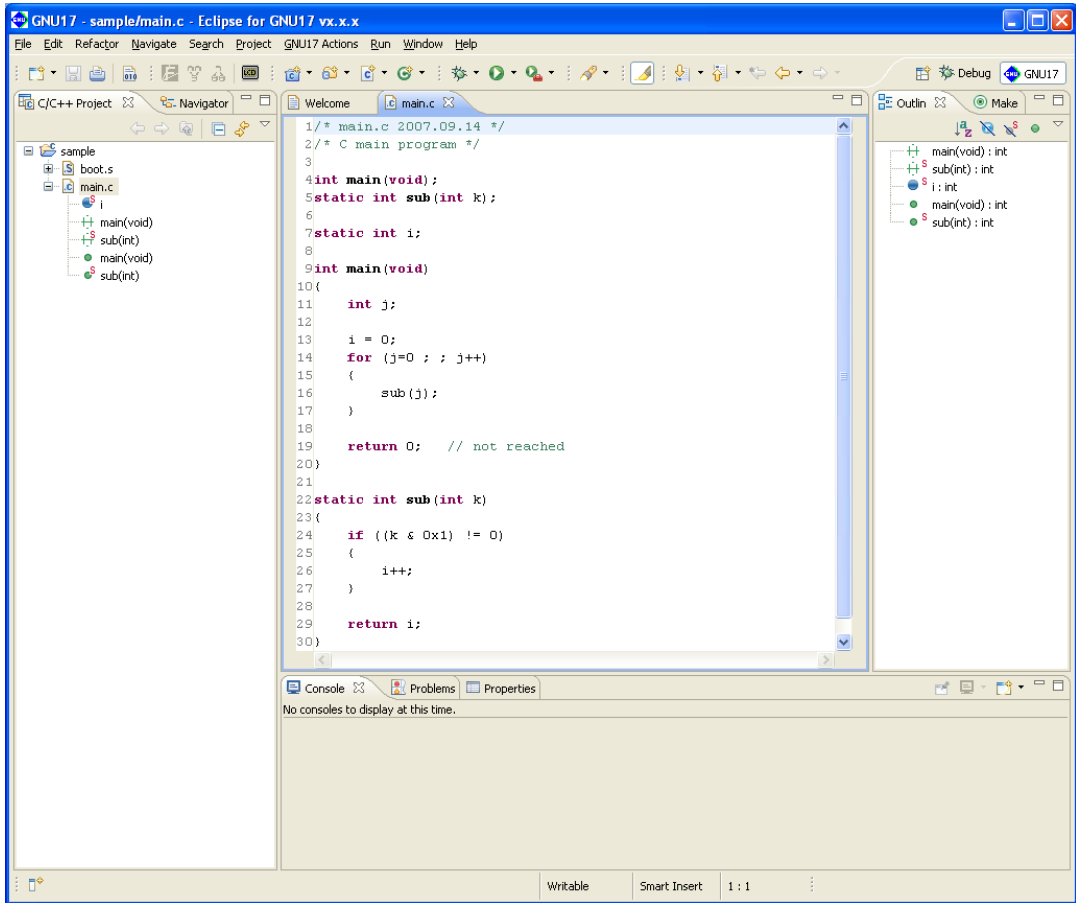 GNU17 - sample/main.c - Eclipse for GNU17 vx.x.x
File Edit Refactor Navigate Search Project GNU17 Actions Run Window Help
Debug GNU17
C/C++ Project Navigator
sample
boot.s
main.c
i
main(void)
sub(int)
main(void)
sub(int)
Welcome main.c
1/* main.c 2007.09.14 */
2/* C main program */
3
4int main(void);
5static int sub(int k);
6
7static int i;
8
9int main(void)
10{
11    int j;
12
13    i = 0;
14    for (j=0 ; ; j++)
15    {
16        sub(j);
17    }
18
19    return 0;   // not reached
20}
21
22static int sub(int k)
23{
24    if ((k & 0x1) != 0)
25    {
26        i++;
27    }
28
29    return i;
30}
Outlin Make
main(void) : int
sub(int) : int
i : int
main(void) : int
sub(int) : int
Console Problems Properties
No consoles to display at this time.
Writable Smart Insert 1 : 1